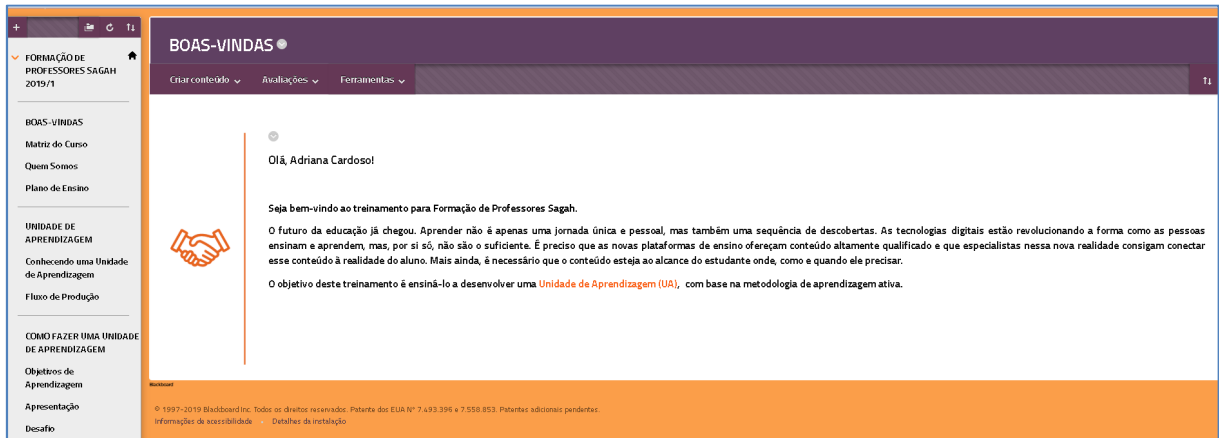 FORMAÇÃO DE
PROFESSORES SAGAH
2019/1
BOAS-VINDAS
Matriz do Curso
Quem Somos
Plano de Ensino
UNIDADE DE
APRENDIZAGEM
Conhecendo uma Unidade
de Aprendizagem
Fluxo de Produção
COMO FAZER UMA UNIDADE
DE APRENDIZAGEM
Objetivos de
Aprendizagem
Apresentação
Desafio
BOAS-VINDAS
Criar conteúdo Avaliações Ferramentas
Olá, Adriana Cardoso!
Seja bem-vindo ao treinamento para Formação de Professores Sagah.
O futuro da educação já chegou. Aprender não é apenas uma jornada única e pessoal, mas também uma sequência de descobertas. As tecnologias digitais estão revolucionando a forma como as pessoas
ensinam e aprendem, mas, por si só, não são o suficiente. É preciso que as novas plataformas de ensino ofereçam conteúdo altamente qualificado e que especialistas nessa nova realidade consigam conectar
esse conteúdo à realidade do aluno. Mais ainda, é necessário que o conteúdo esteja ao alcance do estudante onde, como e quando ele precisar.
O objetivo deste treinamento é ensiná-lo a desenvolver uma Unidade de Aprendizagem (UA), com base na metodologia de aprendizagem ativa.
Blackboard
© 1997-2019 Blackboard Inc. Todos os direitos reservados. Patente dos EUA Nº 7.493.396 e 7.558.853. Patentes adicionais pendentes.
Informações de acessibilidade - Detalhes da instalação